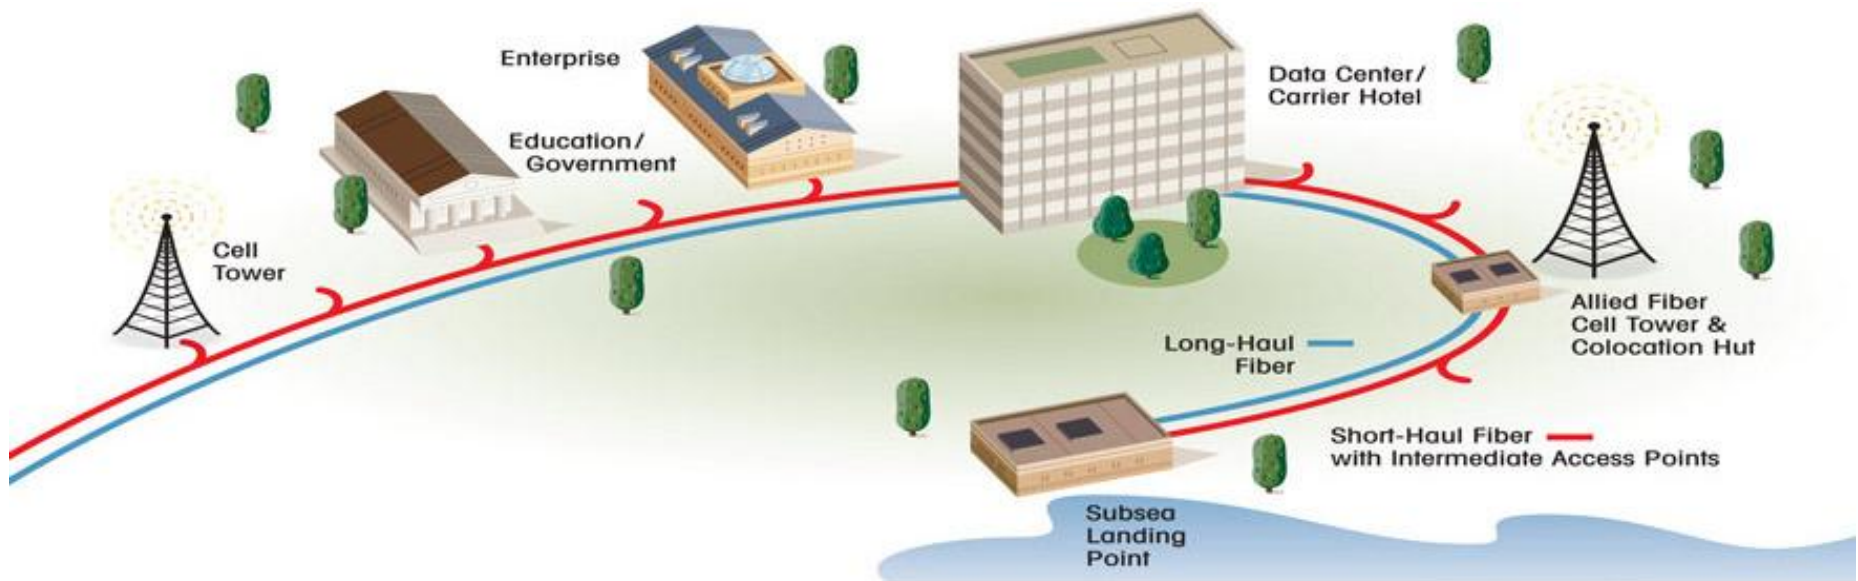 Enterprise
Education/
Government
Cell
Tower
Data Center/
Carrier Hotel
Allied Fiber
Cell Tower &
Colocation Hut
Long-Haul
Fiber
Short-Haul Fiber
with Intermediate Access Points
Subsea
Landing
Point